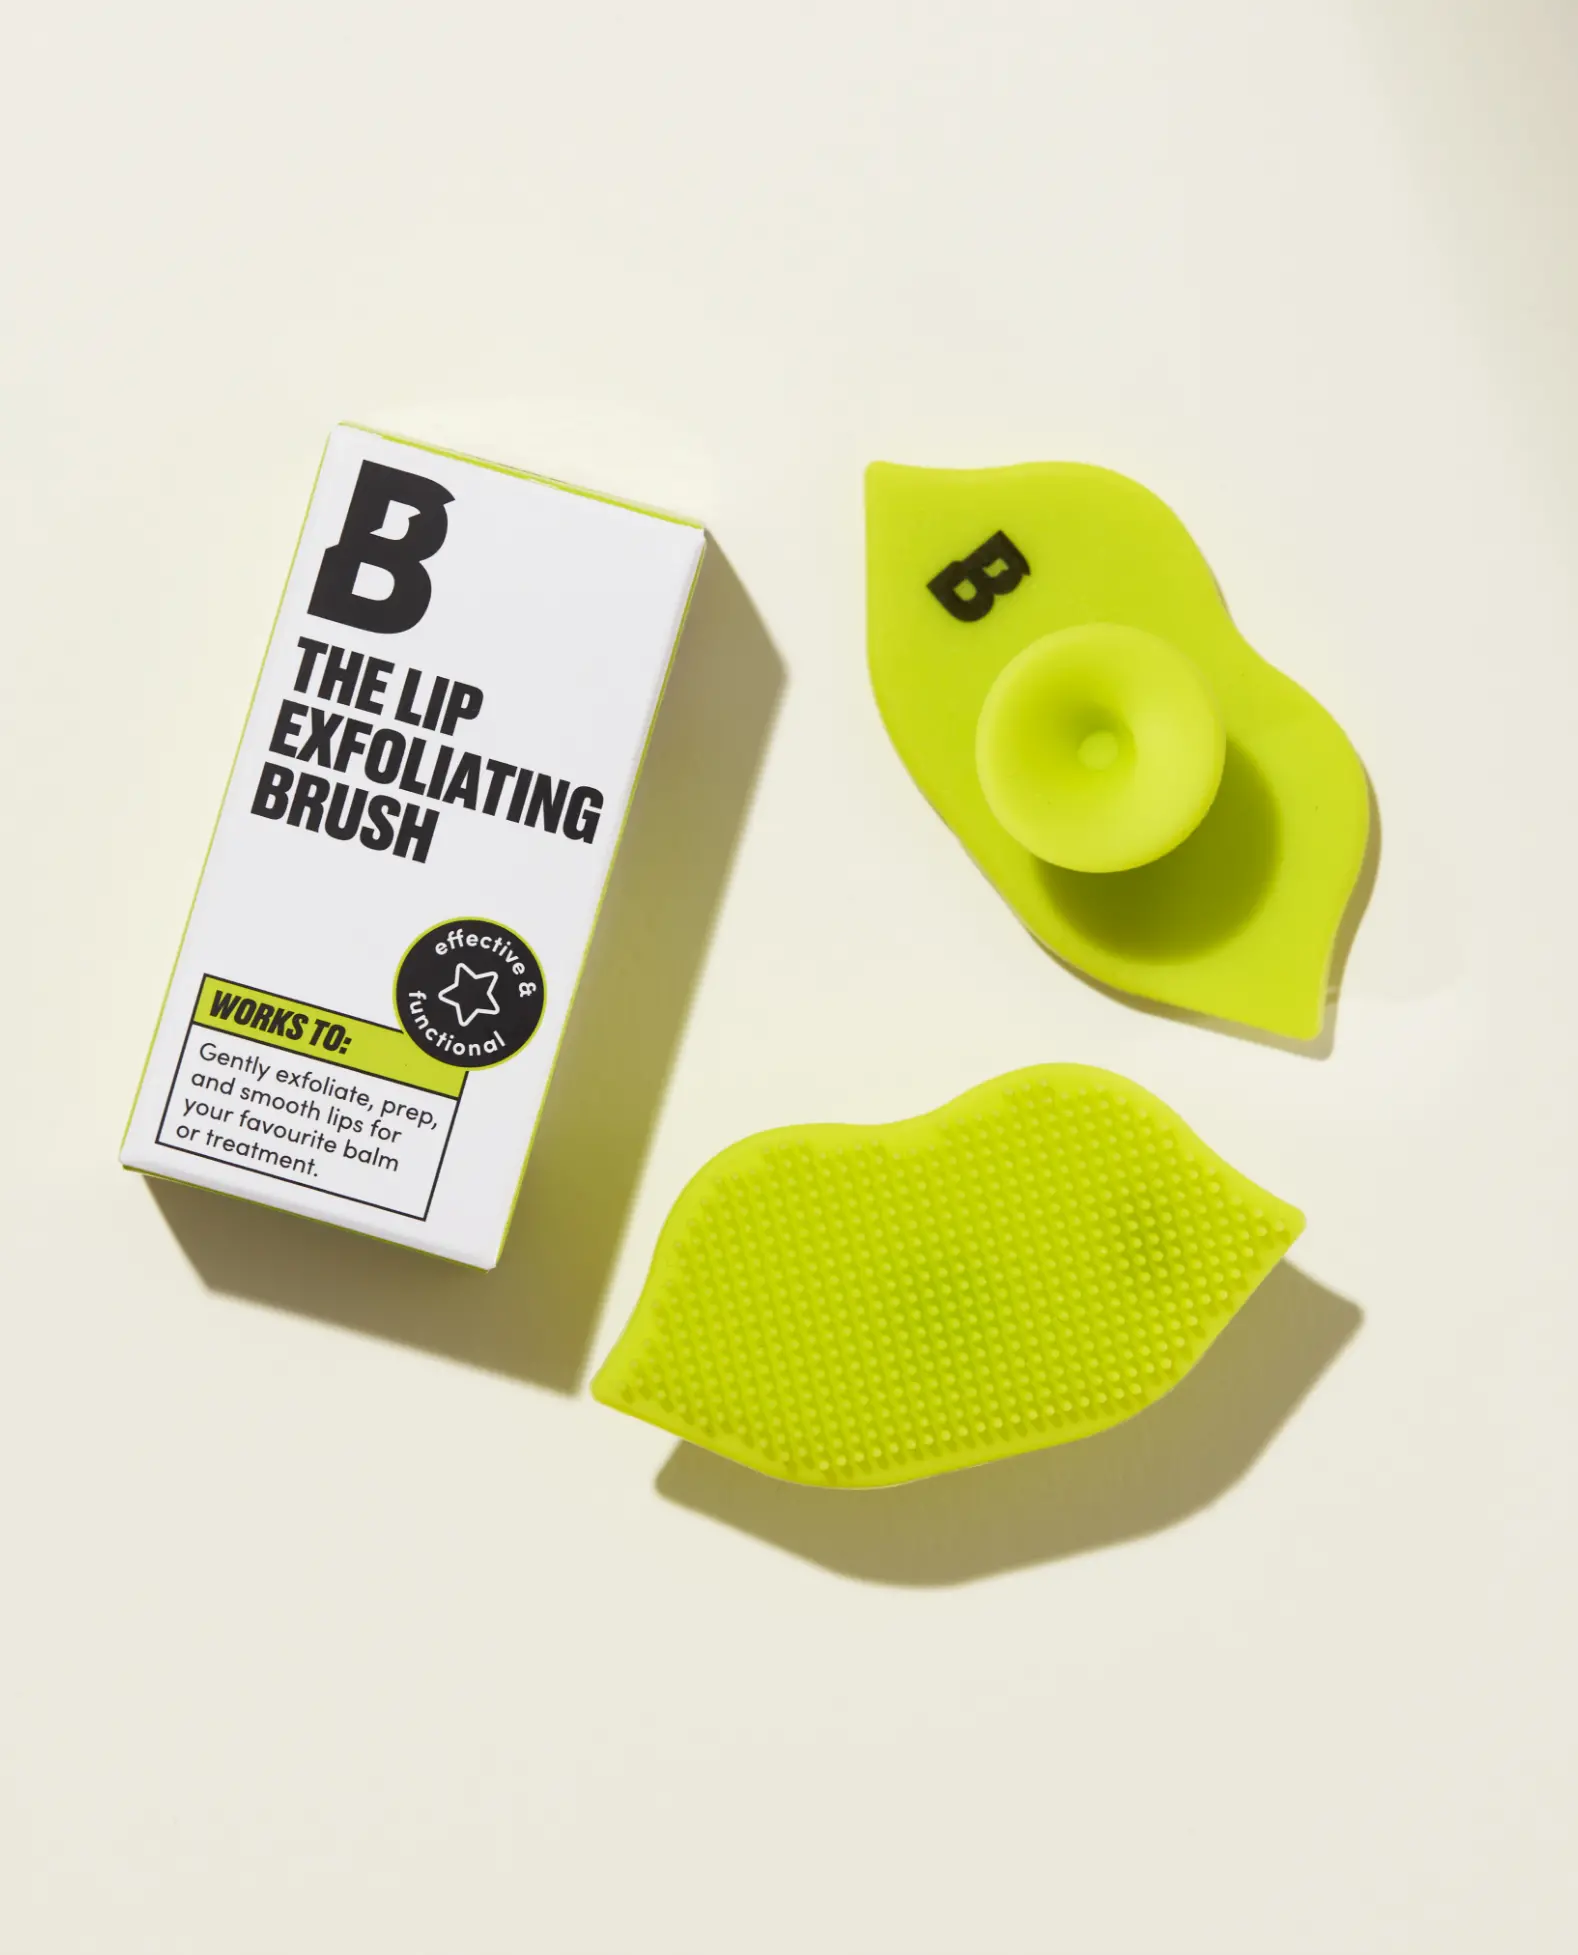 B
THE LIP
EXFOLIATING
BRUSH
effective &
functional
WORKS TO:
Gently exfoliate, prep,
and smooth lips for
your favourite balm
or treatment.
B